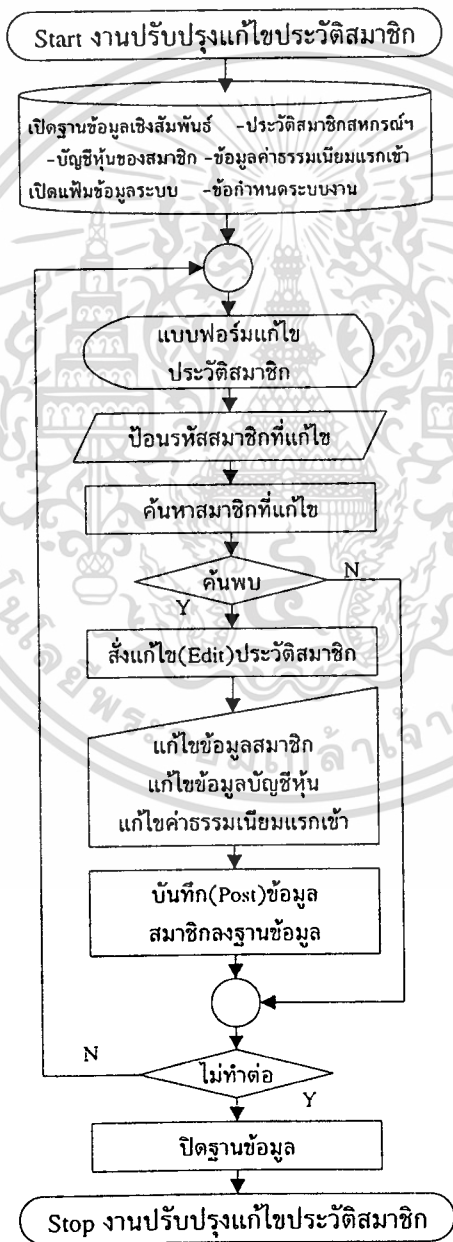 Start งานปรับปรุงแก้ไขประวัติสมาชิก
เปิดฐานข้อมูลเชิงสัมพันธ์ -ประวัติสมาชิกสหกรณ์ฯ
-บัญชีหุ้นของสมาชิก -ข้อมูลค่าธรรมเนียมแรกเข้า
เปิดแฟ้มข้อมูลระบบ -ข้อกำหนดระบบงาน
แบบฟอร์มแก้ไข
ประวัติสมาชิก
ป้อนรหัสสมาชิกที่แก้ไข
ค้นหาสมาชิกที่แก้ไข
ค้นพบ
N
Y
สั่งแก้ไข(Edit)ประวัติสมาชิก
แก้ไขข้อมูลสมาชิก
แก้ไขข้อมูลบัญชีหุ้น
แก้ไขค่าธรรมเนียมแรกเข้า
บันทึก(Post)ข้อมูล
สมาชิกลงฐานข้อมูล
N
ไม่ทำต่อ
Y
ปิดฐานข้อมูล
Stop งานปรับปรุงแก้ไขประวัติสมาชิก